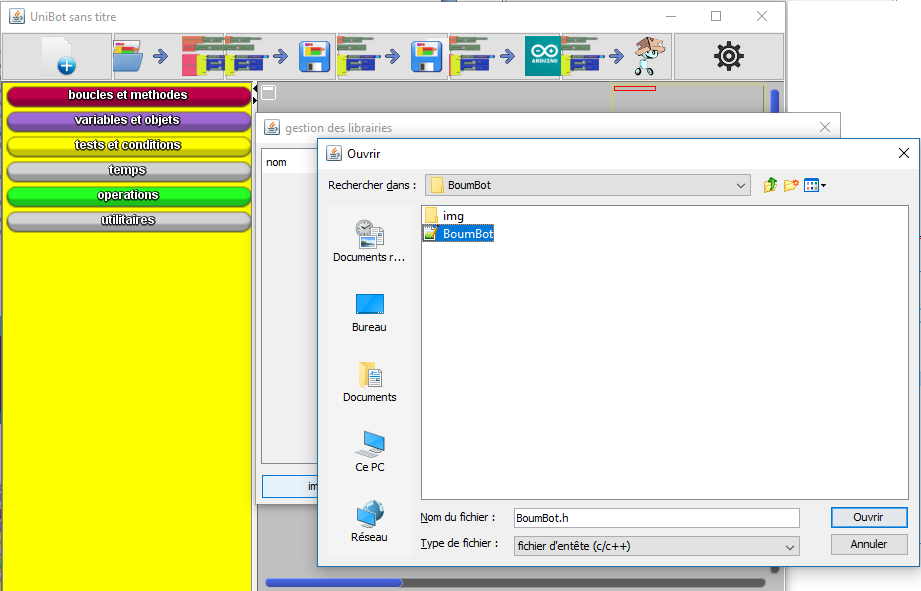 UniBot sans titre
ARDUINO
boucles et methodes
variables et objets
tests et conditions
temps
operations
utilitaires
gestion des librairies
nom
im
Ouvrir
Rechercher dans :
BoumBot
img
BoumBot
Documents r...
Bureau
Documents
Ce PC
Réseau
Nom du fichier :
BoumBot.h
Ouvrir
Type de fichier :
fichier d'entête (c/c++)
Annuler